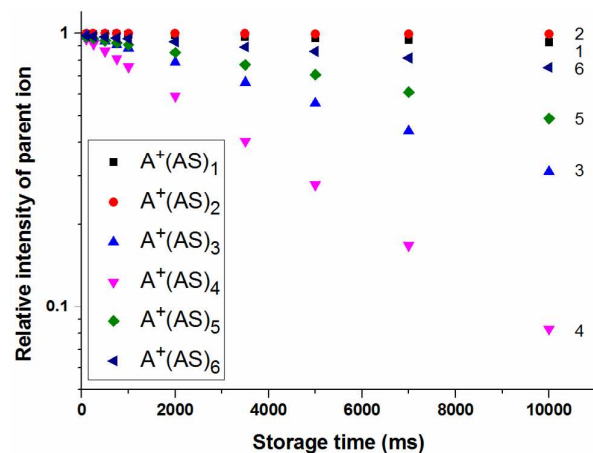 Relative intensity of parent ion
1
0.1
A⁺(AS)₁
A⁺(AS)₂
A⁺(AS)₃
A⁺(AS)₄
A⁺(AS)₅
A⁺(AS)₆
2
1
6
5
3
4
0 2000 4000 6000 8000 10000
Storage time (ms)